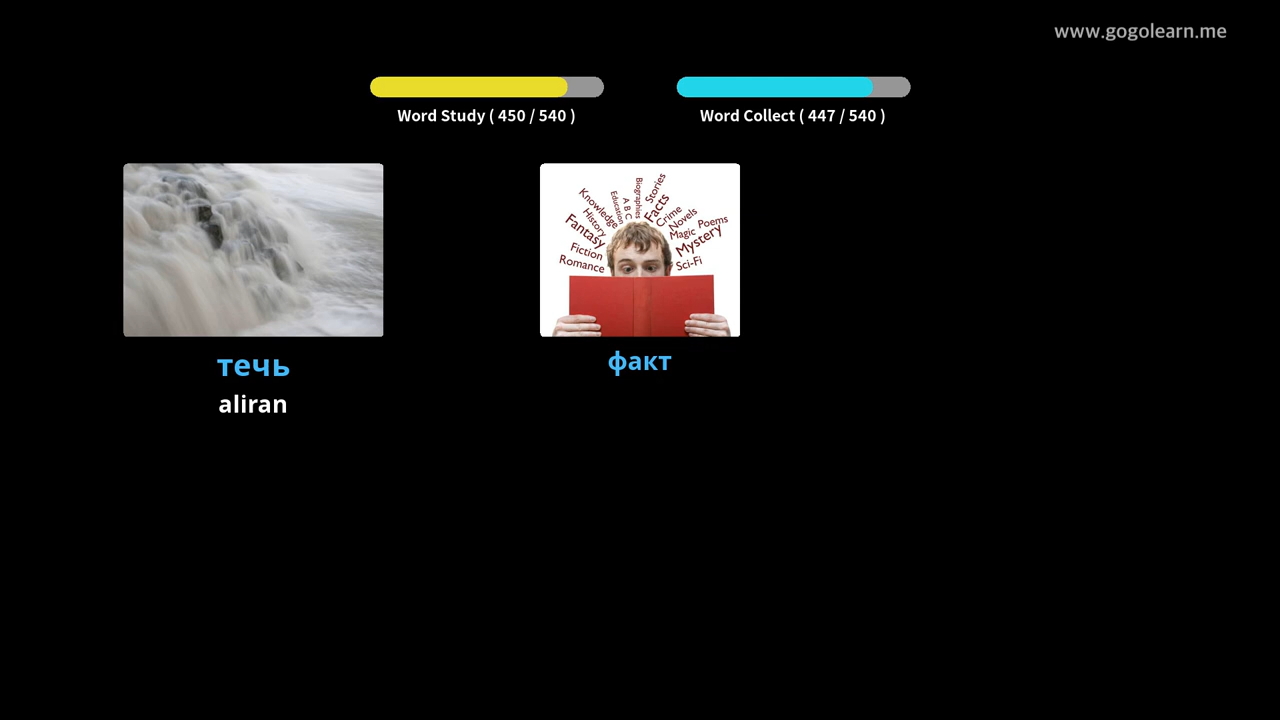 www.gogolearn.me
Word Study ( 450 / 540 )
Word Collect ( 447 / 540 )
Knowledge
History
Fantasy
Fiction
Romance
Education
A B C
Biographies
Stories
Facts
Crime
Novels
Magic
Poems
Mystery
Sci-Fi
течь
aliran
факт